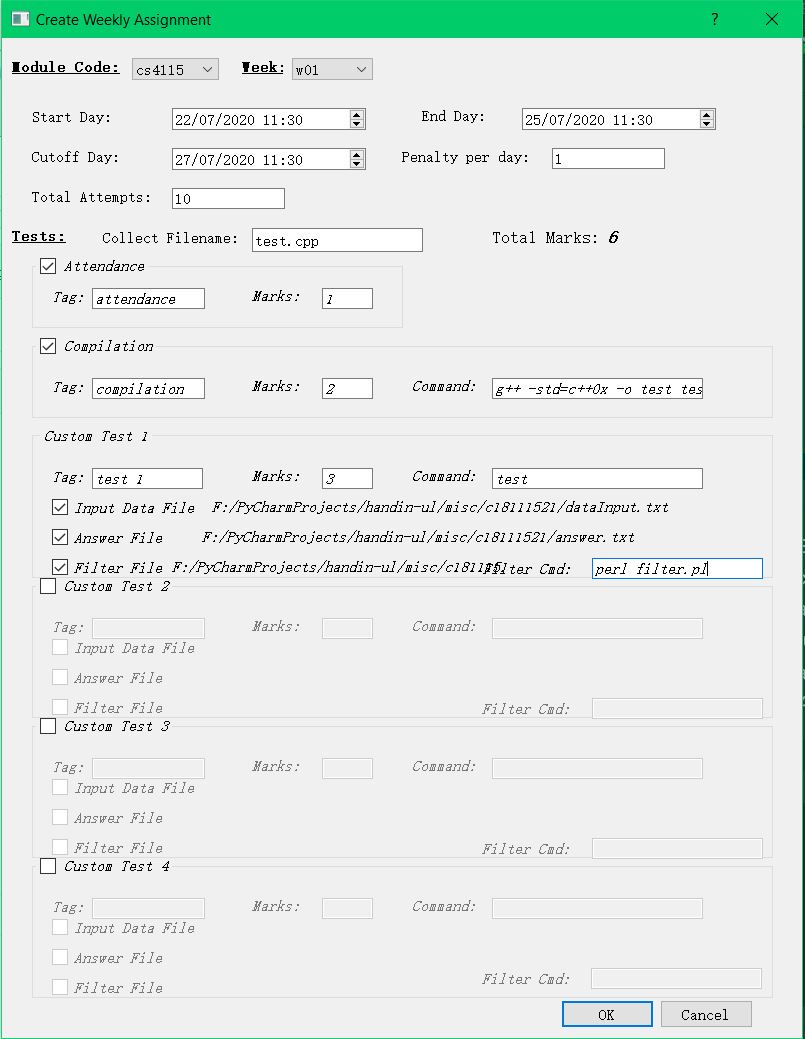 Create Weekly Assignment ?
Module Code: cs4115 Week: w01
Start Day: 22/07/2020 11:30 End Day: 25/07/2020 11:30
Cutoff Day: 27/07/2020 11:30 Penalty per day: 1
Total Attempts: 10
Tests: Collect Filename: test.cpp Total Marks: 6
Attendance
Tag: attendance Marks: 1
Compilation
Tag: compilation Marks: 2 Command: g++ -std=c++0x -o test tes
Custom Test 1
Tag: test 1 Marks: 3 Command: test
Input Data File F:/PyCharmProjects/handin-ul/misc/c18111521/dataInput.txt
Answer File F:/PyCharmProjects/handin-ul/misc/c18111521/answer.txt
Filter File F:/PyCharmProjects/handin-ul/misc/c181115 Filter Cmd: perl filter.pl
Custom Test 2
Tag: Marks: Command:
Input Data File
Answer File
Filter File Filter Cmd:
Custom Test 3
Tag: Marks: Command:
Input Data File
Answer File
Filter File Filter Cmd:
Custom Test 4
Tag: Marks: Command:
Input Data File
Answer File
Filter File Filter Cmd:
OK Cancel